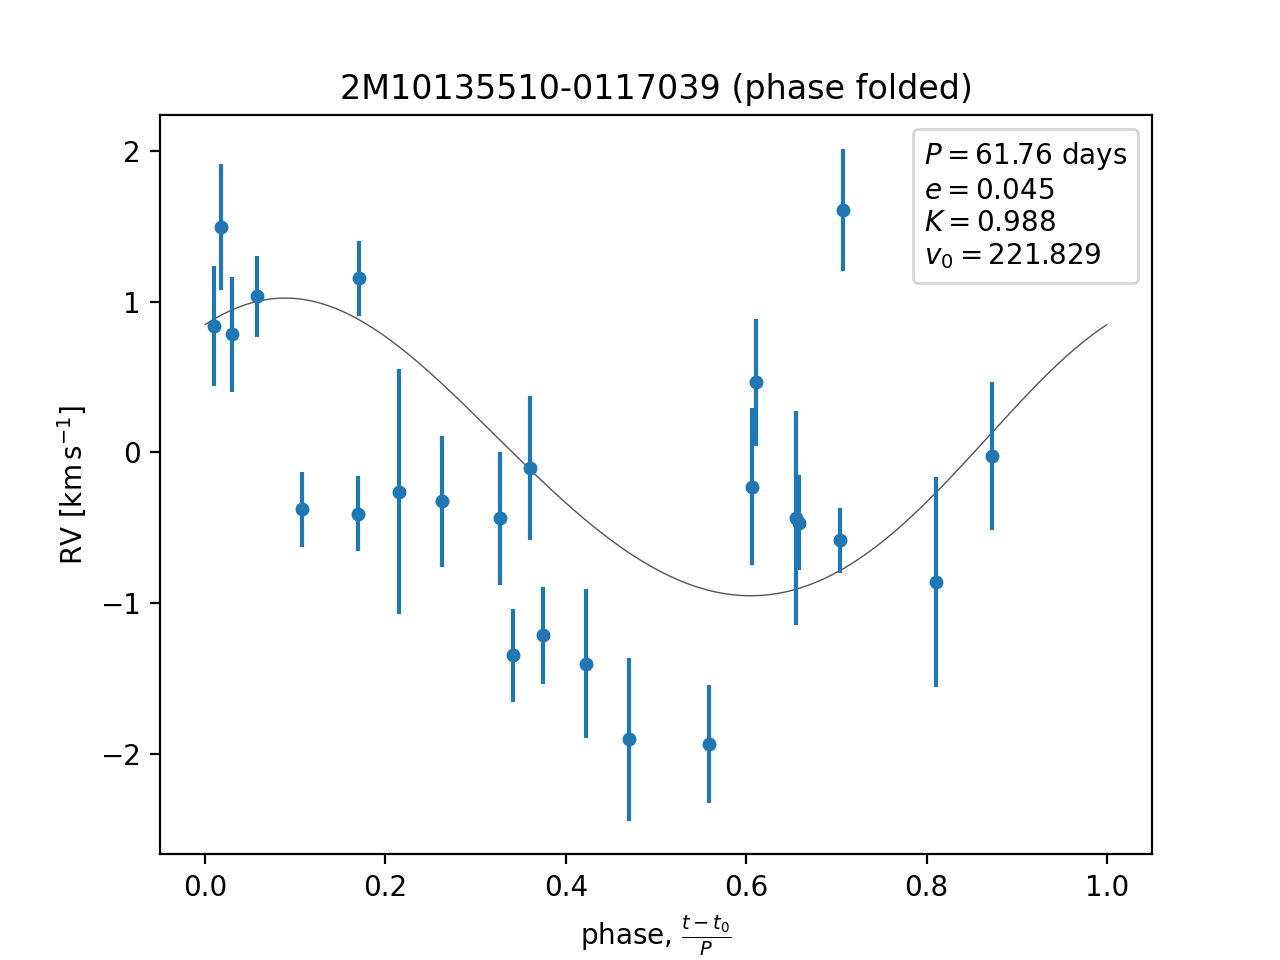 2M10135510-0117039 (phase folded)
P = 61.76 days
e = 0.045
K = 0.988
v₀ = 221.829
2
1
0
−1
−2
RV [km s⁻¹]
0.0 0.2 0.4 0.6 0.8 1.0
phase, (t − t₀)/P